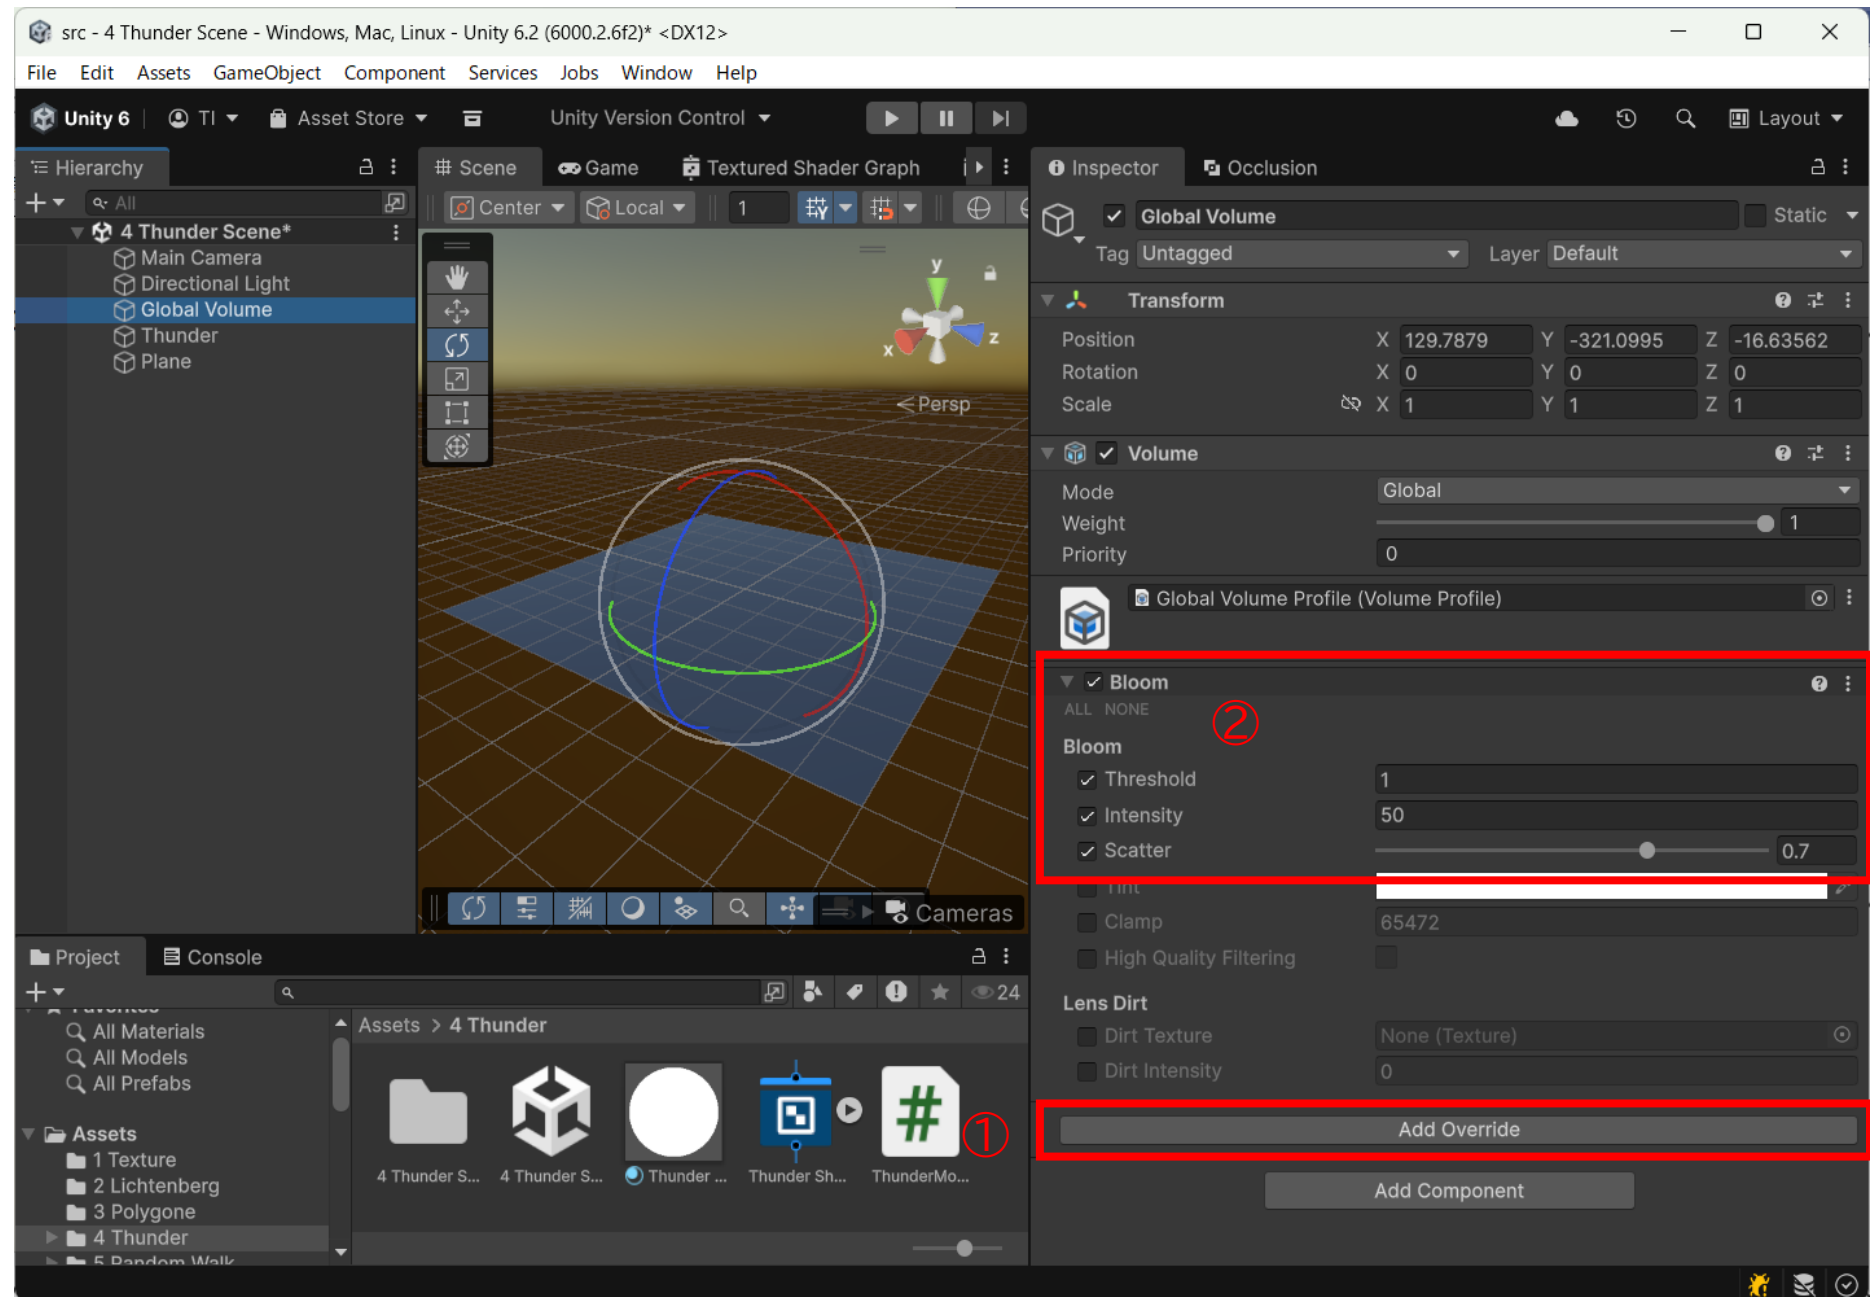 src - 4 Thunder Scene - Windows, Mac, Linux - Unity 6.2 (6000.2.6f2)* <DX12>
File Edit Assets GameObject Component Services Jobs Window Help
Unity 6 TI Asset Store Unity Version Control Layout
Hierarchy
All
4 Thunder Scene*
Main Camera
Directional Light
Global Volume
Thunder
Plane
Scene Game Textured Shader Graph
Center Local 1
y
x
z
Persp
Cameras
Inspector Occlusion
Global Volume Static
Tag Untagged Layer Default
Transform
Position X 129.7879 Y -321.0995 Z -16.63562
Rotation X 0 Y 0 Z 0
Scale X 1 Y 1 Z 1
Volume
Mode Global
Weight 1
Priority 0
Global Volume Profile (Volume Profile)
Bloom
ALL NONE
②
Bloom
Threshold 1
Intensity 50
Scatter 0.7
Tint
Clamp 65472
High Quality Filtering
Lens Dirt
Dirt Texture None (Texture)
Dirt Intensity 0
①
Add Override
Add Component
Project Console
24
Favorites
All Materials
All Models
All Prefabs
Assets
1 Texture
2 Lichtenberg
3 Polygone
4 Thunder
5 Random Walk
Assets > 4 Thunder
4 Thunder S... 4 Thunder S... Thunder ... Thunder Sh... ThunderMo...